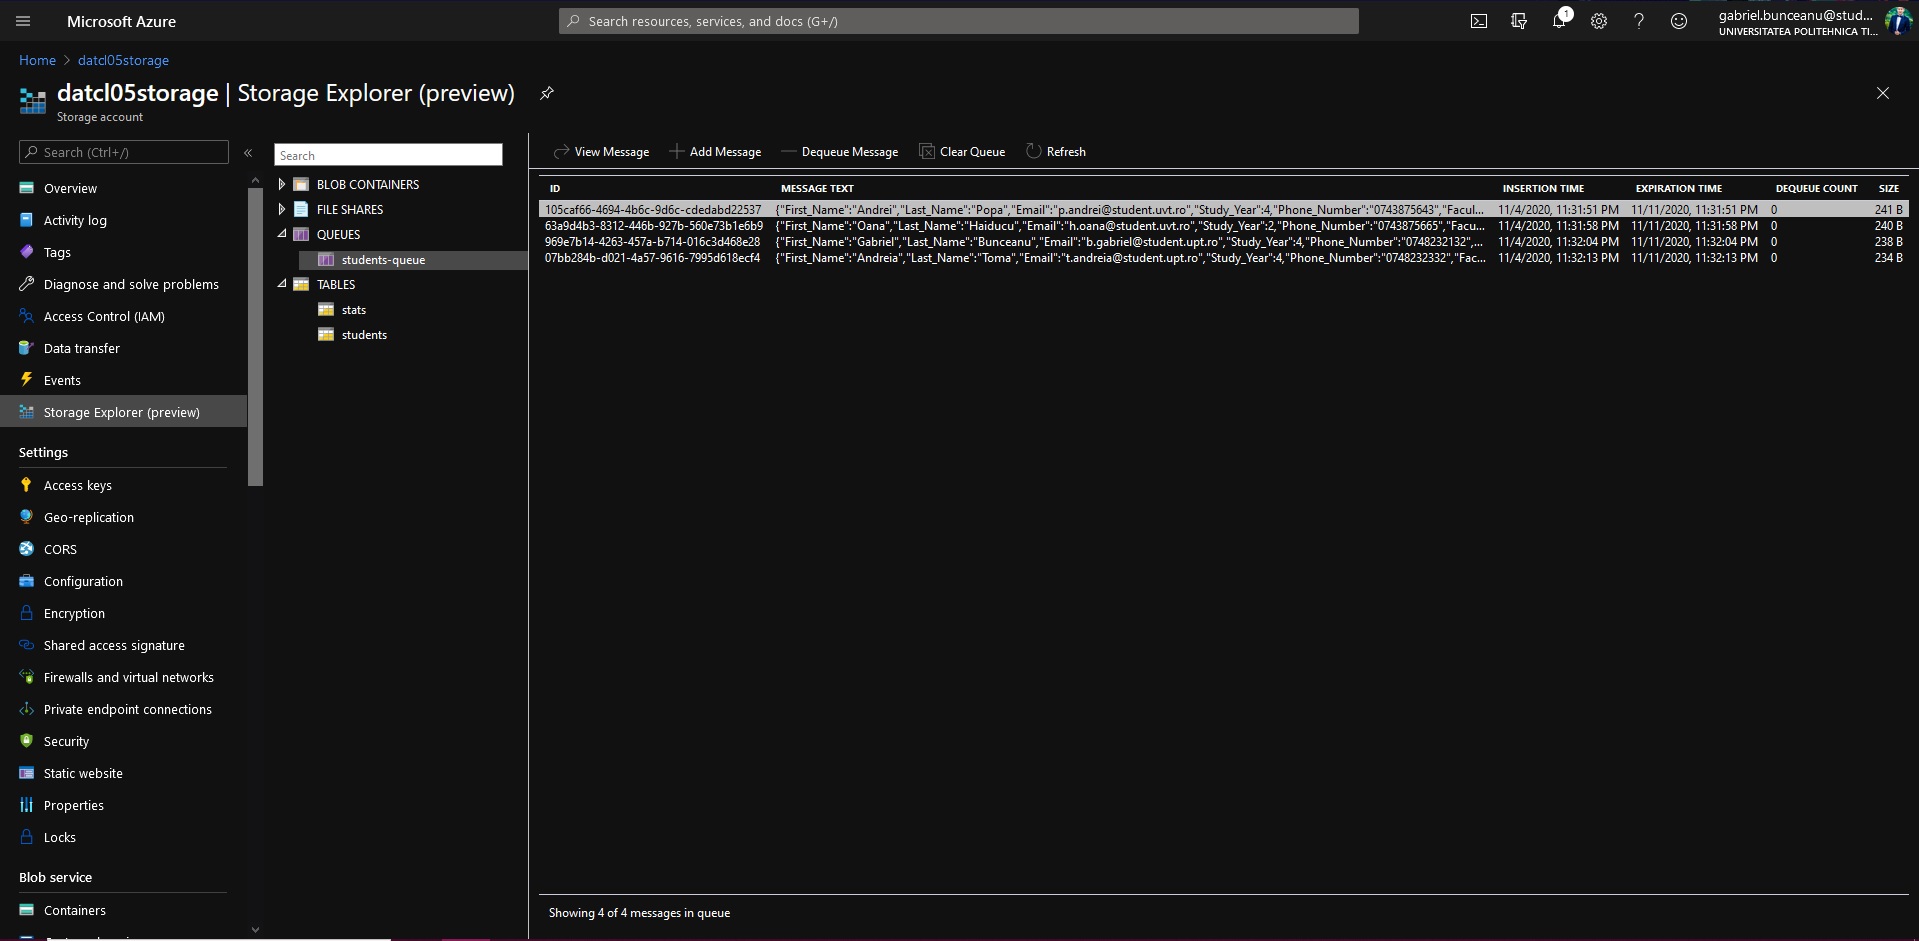 Microsoft Azure
Search resources, services, and docs (G+/)
1
gabriel.bunceanu@stud...
UNIVERSITATEA POLITEHNICA TI...
Home > datcl05storage
datcl05storage | Storage Explorer (preview)
Storage account
Search (Ctrl+/)
«
Overview
Activity log
Tags
Diagnose and solve problems
Access Control (IAM)
Data transfer
Events
Storage Explorer (preview)
Settings
Access keys
Geo-replication
CORS
Configuration
Encryption
Shared access signature
Firewalls and virtual networks
Private endpoint connections
Security
Static website
Properties
Locks
Blob service
Containers
Search
BLOB CONTAINERS
FILE SHARES
QUEUES
students-queue
TABLES
stats
students
View Message Add Message Dequeue Message Clear Queue Refresh
ID MESSAGE TEXT INSERTION TIME EXPIRATION TIME DEQUEUE COUNT SIZE
105caf66-4694-4b6c-9d6c-cdedabd22537 {"First_Name":"Andrei","Last_Name":"Popa","Email":"p.andrei@student.uvt.ro","Study_Year":4,"Phone_Number":"0743875643","Facul... 11/4/2020, 11:31:51 PM 11/11/2020, 11:31:51 PM 0 241 B
63a9d4b3-8312-446b-927b-560e73b1e6b9 {"First_Name":"Oana","Last_Name":"Haiducu","Email":"h.oana@student.uvt.ro","Study_Year":2,"Phone_Number":"0743875665","Facu... 11/4/2020, 11:31:58 PM 11/11/2020, 11:31:58 PM 0 240 B
969e7b14-4263-457a-b714-016c3d468e28 {"First_Name":"Gabriel","Last_Name":"Bunceanu","Email":"b.gabriel@student.upt.ro","Study_Year":4,"Phone_Number":"0748232132",... 11/4/2020, 11:32:04 PM 11/11/2020, 11:32:04 PM 0 238 B
07bb284b-d021-4a57-9616-7995d618ecf4 {"First_Name":"Andreia","Last_Name":"Toma","Email":"t.andreia@student.upt.ro","Study_Year":4,"Phone_Number":"0748232332","Fac... 11/4/2020, 11:32:13 PM 11/11/2020, 11:32:13 PM 0 234 B
Showing 4 of 4 messages in queue